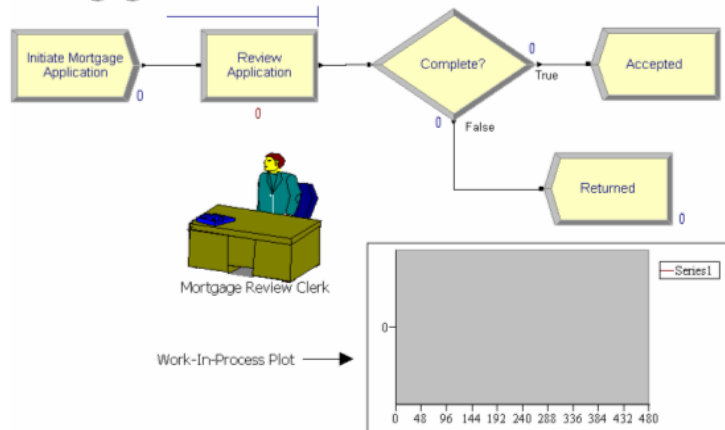 Initiate Mortgage
Application
0
Review
Application
0
Complete?
0
True
0
False
Accepted
Returned
0
Mortgage Review Clerk
Work-In-Process Plot
Series1
0
0 48 96 144 192 240 288 336 384 432 480